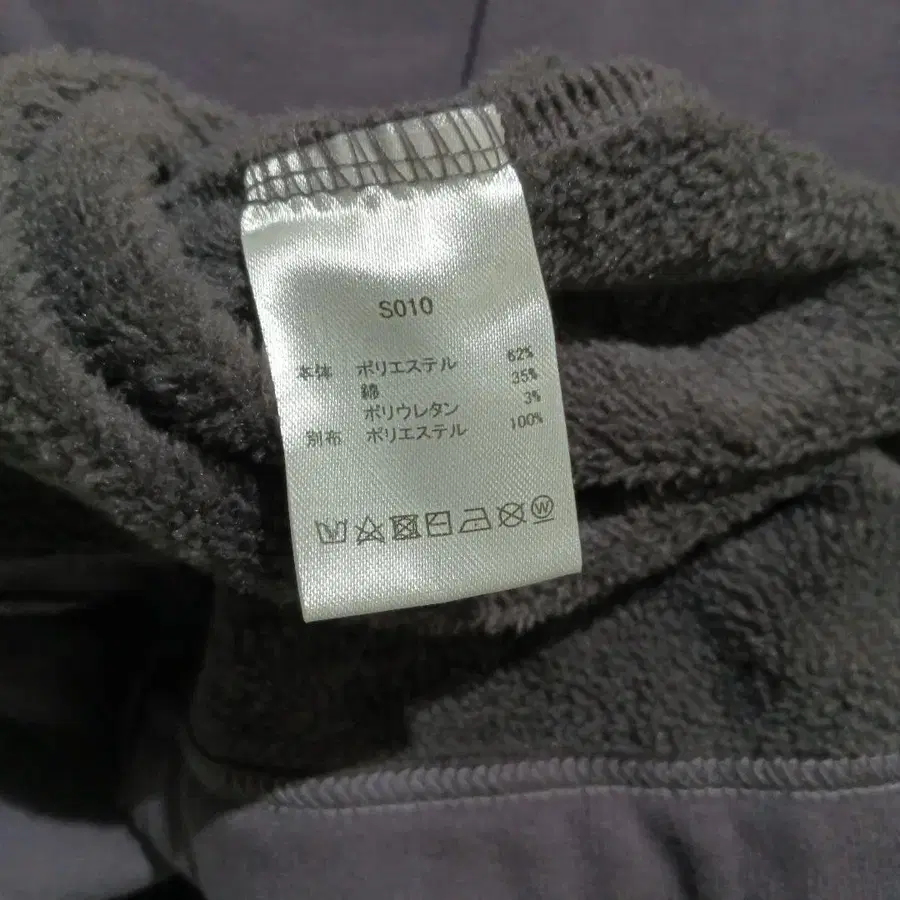 S010
本体 ポリエステル 62%
綿 35%
ポリウレタン 3%
別布 ポリエステル 100%
W